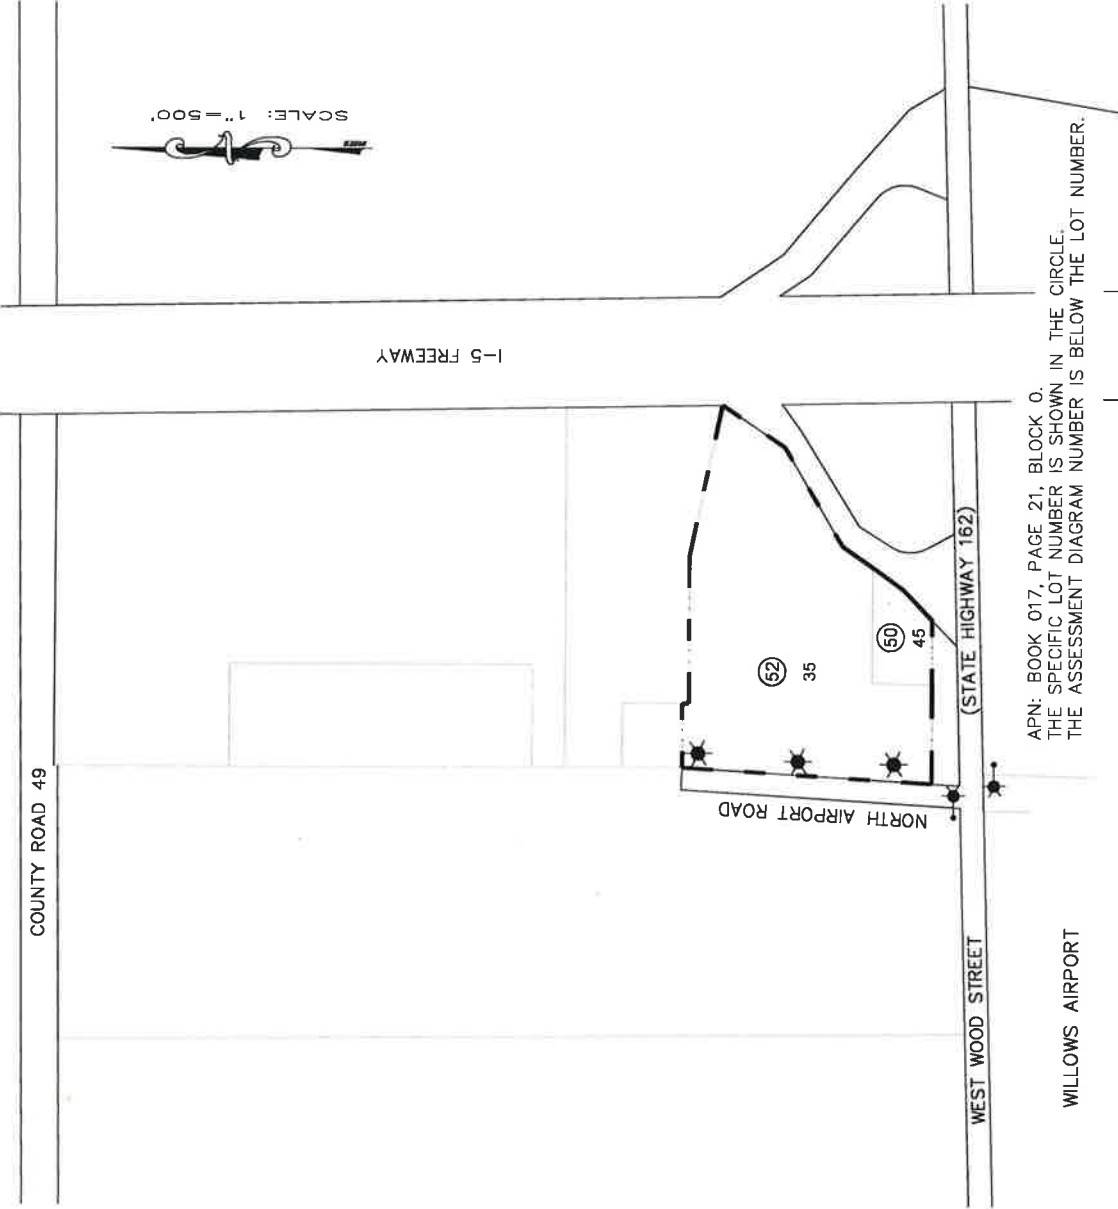 COUNTY ROAD 49
SCALE: 1"=500'
I-5 FREEWAY
52
35
50
45
NORTH AIRPORT ROAD
WEST WOOD STREET
(STATE HIGHWAY 162)
WILLOWS AIRPORT
APN: BOOK 017, PAGE 21, BLOCK 0.
THE SPECIFIC LOT NUMBER IS SHOWN IN THE CIRCLE.
THE ASSESSMENT DIAGRAM NUMBER IS BELOW THE LOT NUMBER.